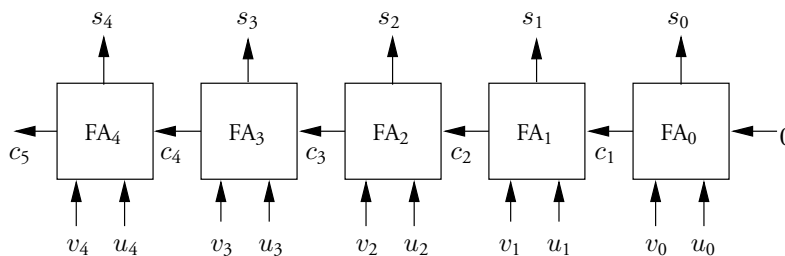 s₄ s₃ s₂ s₁ s₀
FA₄ FA₃ FA₂ FA₁ FA₀ 0
c₅ c₄ c₃ c₂ c₁
v₄ u₄ v₃ u₃ v₂ u₂ v₁ u₁ v₀ u₀